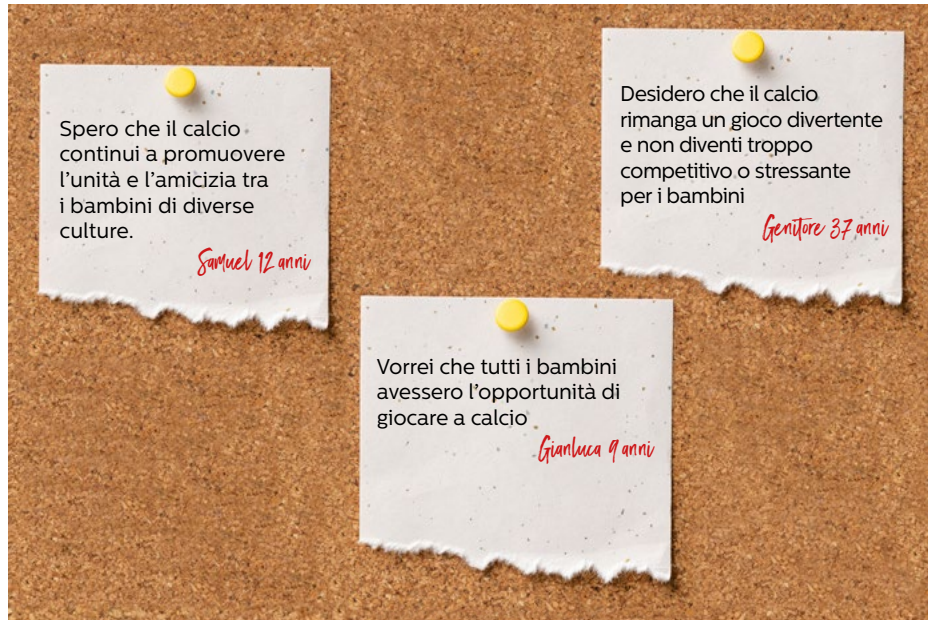 Spero che il calcio
continui a promuovere
l'unità e l'amicizia tra
i bambini di diverse
culture.
Samuel 12 anni
Desidero che il calcio
rimanga un gioco divertente
e non diventi troppo
competitivo o stressante
per i bambini
Genitore 37 anni
Vorrei che tutti i bambini
avessero l'opportunità di
giocare a calcio
Gianluca 9 anni